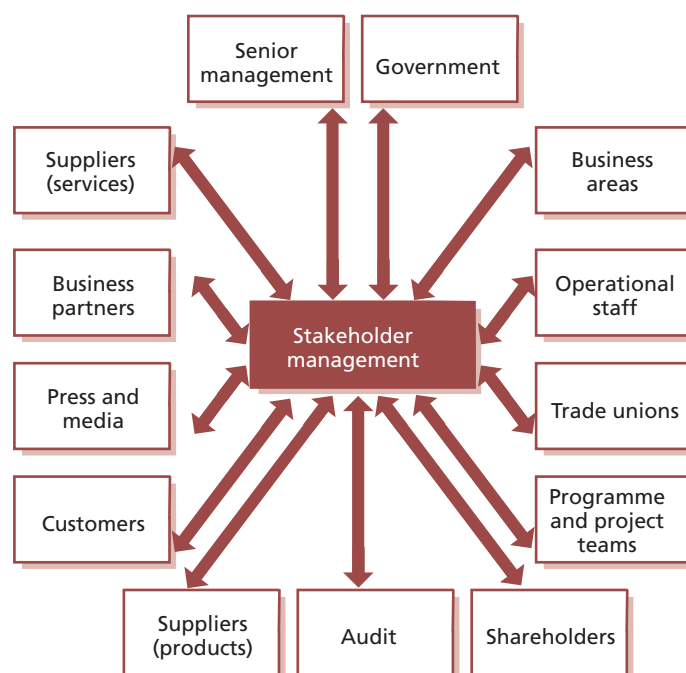 Senior
management
Government
Suppliers
(services)
Business
areas
Business
partners
Operational
staff
Stakeholder
management
Press and
media
Trade unions
Customers
Programme
and project
teams
Suppliers
(products)
Audit
Shareholders